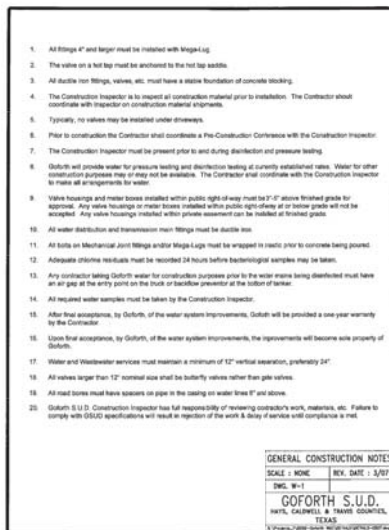 1. All fittings 4" and larger must be installed with Mega-Lug.
2. The valve on a hot tap must be anchored to the hot tap saddle.
3. All ductile iron fittings, valves, etc. must have a stable foundation of concrete blocking.
4. The Construction Inspector is to inspect all construction material prior to installation. The Contractor should
coordinate with Inspector on construction material shipments.
5. Typically, no valves may be installed under driveways.
6. Prior to construction the Contractor shall coordinate a Pre-Construction Conference with the Construction Inspector.
7. The Construction Inspector must be present prior to and during disinfection and pressure testing.
8. Goforth will provide water for pressure testing and disinfection testing at currently established rates. Water for other
construction purposes may or may not be available. The Contractor shall coordinate with the Construction Inspector
to make all arrangements for water.
9. Valve housings and meter boxes installed within public right-of-way must be 3"-5" above finished grade for
approval. Any valve housings or meter boxes installed within public right-of-way at or below grade will not be
accepted. Any valve housings installed within private easement can be installed at finished grade.
10. All water distribution and transmission main fittings must be ductile iron.
11. All bolts on Mechanical Joint fittings and/or Mega-Lugs must be wrapped in plastic prior to concrete being poured.
12. Adequate chlorine residuals must be recorded 24 hours before bacteriological samples may be taken.
13. Any contractor taking Goforth water for construction purposes prior to the water mains being disinfected must have
an air gap at the entry point on the truck or backflow preventor at the bottom of tanker.
14. All required water samples must be taken by the Construction Inspector.
15. After final acceptance, by Goforth, of the water system improvements, Goforth will be provided a one-year warranty
by the Contractor.
16. Upon final acceptance, by Goforth, of the water system improvements, the improvements will become sole property of
Goforth.
17. Water and Wastewater services must maintain a minimum of 12" vertical separation, preferably 24".
18. All valves larger than 12" nominal size shall be butterfly valves rather than gate valves.
19. All road bores must have spacers on pipe in the casing on water lines 6" and above.
20. Goforth S.U.D. Construction Inspector has full responsibility of reviewing contractor's work, materials, etc. Failure to
comply with GSUD specifications will result in rejection of the work & delay if service until compliance is met.
GENERAL CONSTRUCTION NOTES
SCALE : NONE REV. DATE : 3/07
DWG. W-1
GOFORTH S.U.D.
HAYS, CALDWELL & TRAVIS COUNTIES,
TEXAS